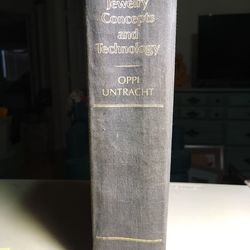 Jewelry
Concepts
and
Technology
OPPI
UNTRACHT